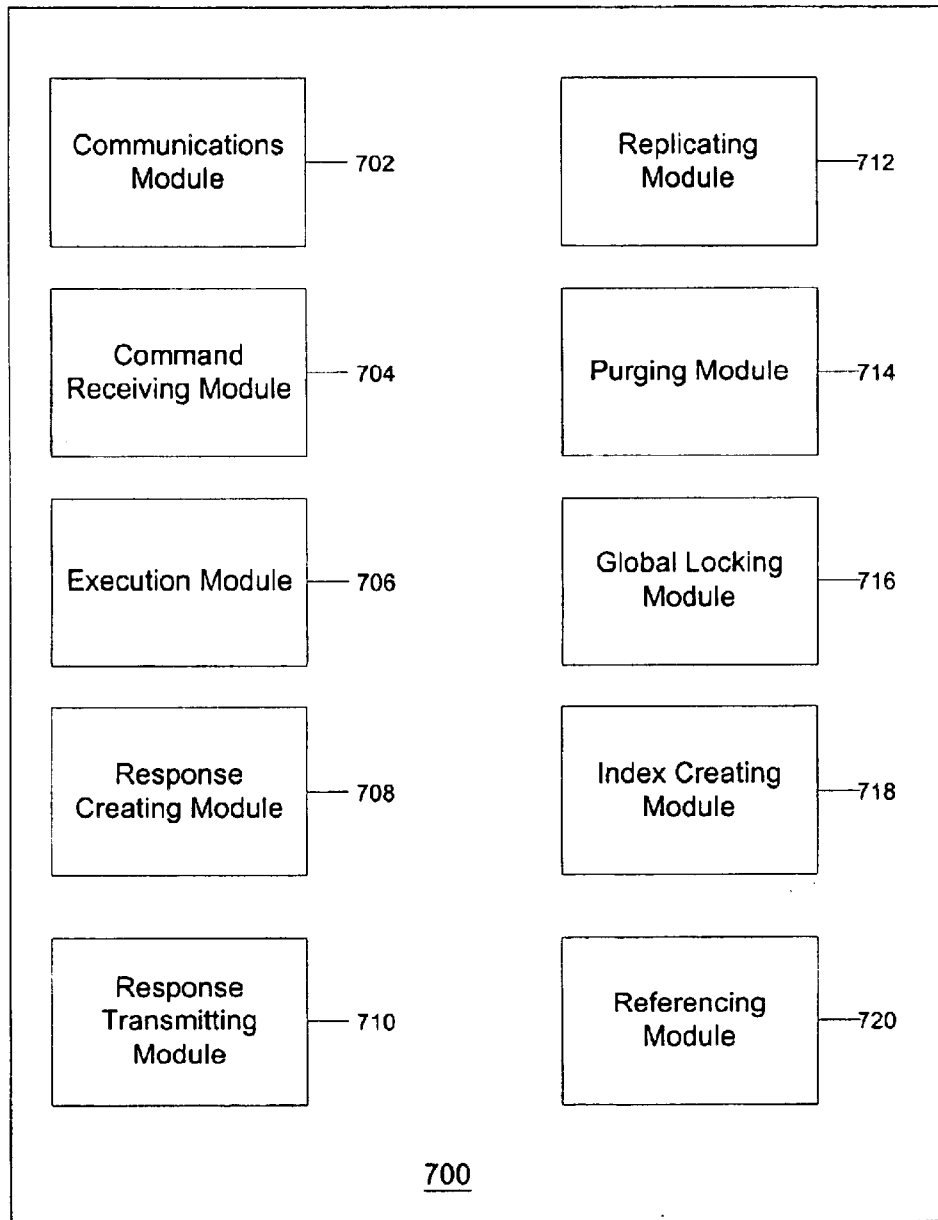 Communications
Module
702
Command
Receiving Module
704
Execution Module
706
Response
Creating Module
708
Response
Transmitting
Module
710
Replicating
Module
712
Purging Module
714
Global Locking
Module
716
Index Creating
Module
718
Referencing
Module
720
700